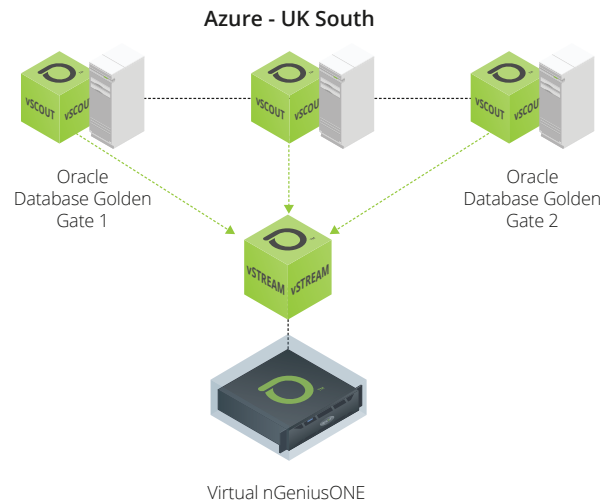 Azure - UK South
vSCOUT vSCOUT
vSCOUT vSCOUT
vSCOUT vSCOUT
Oracle
Database Golden
Gate 1
Oracle
Database Golden
Gate 2
vSTREAM vSTREAM
Virtual nGeniusONE